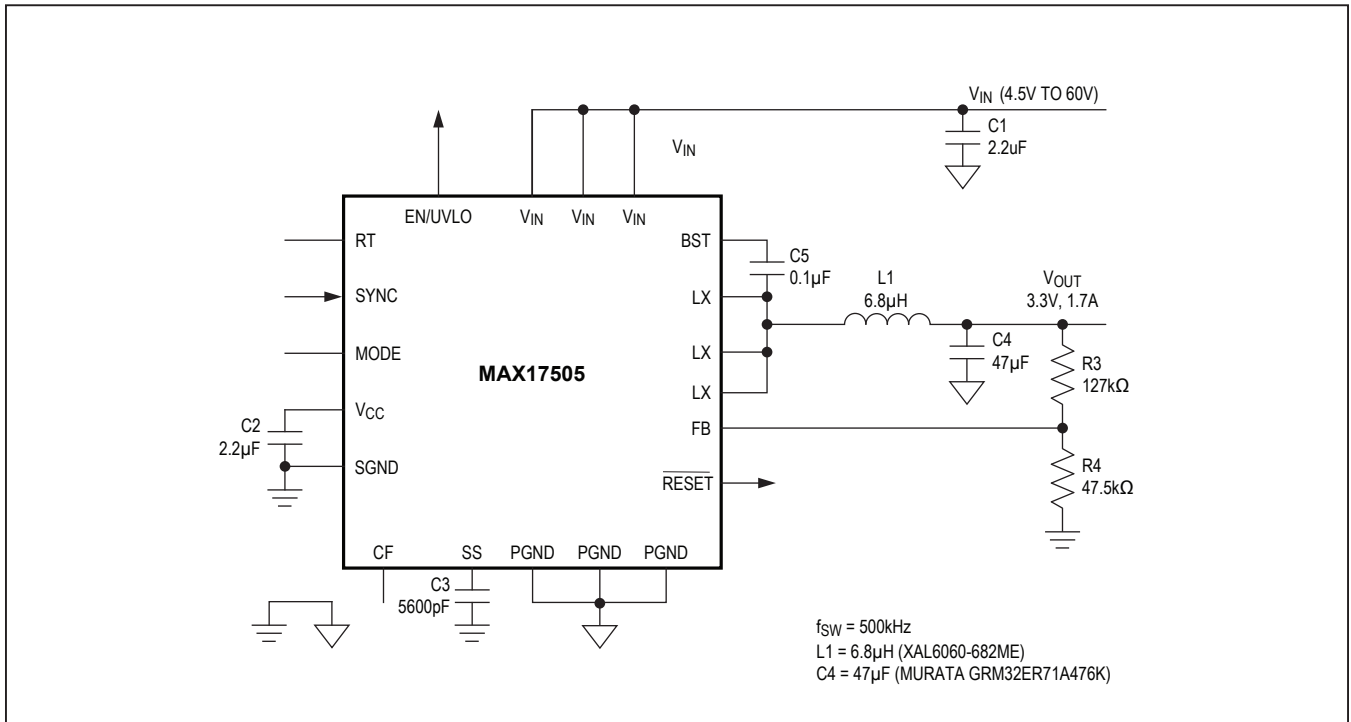 VIN (4.5V TO 60V)
C1
2.2uF
VIN
EN/UVLO
VIN
VIN
VIN
RT
BST
C5
0.1µF
SYNC
LX
L1
6.8µH
VOUT
3.3V, 1.7A
MODE
LX
C4
47µF
R3
127kΩ
MAX17505
LX
VCC
C2
2.2µF
FB
SGND
R4
47.5kΩ
RESET
CF
SS
PGND
PGND
PGND
C3
5600pF
fSW = 500kHz
L1 = 6.8µH (XAL6060-682ME)
C4 = 47µF (MURATA GRM32ER71A476K)